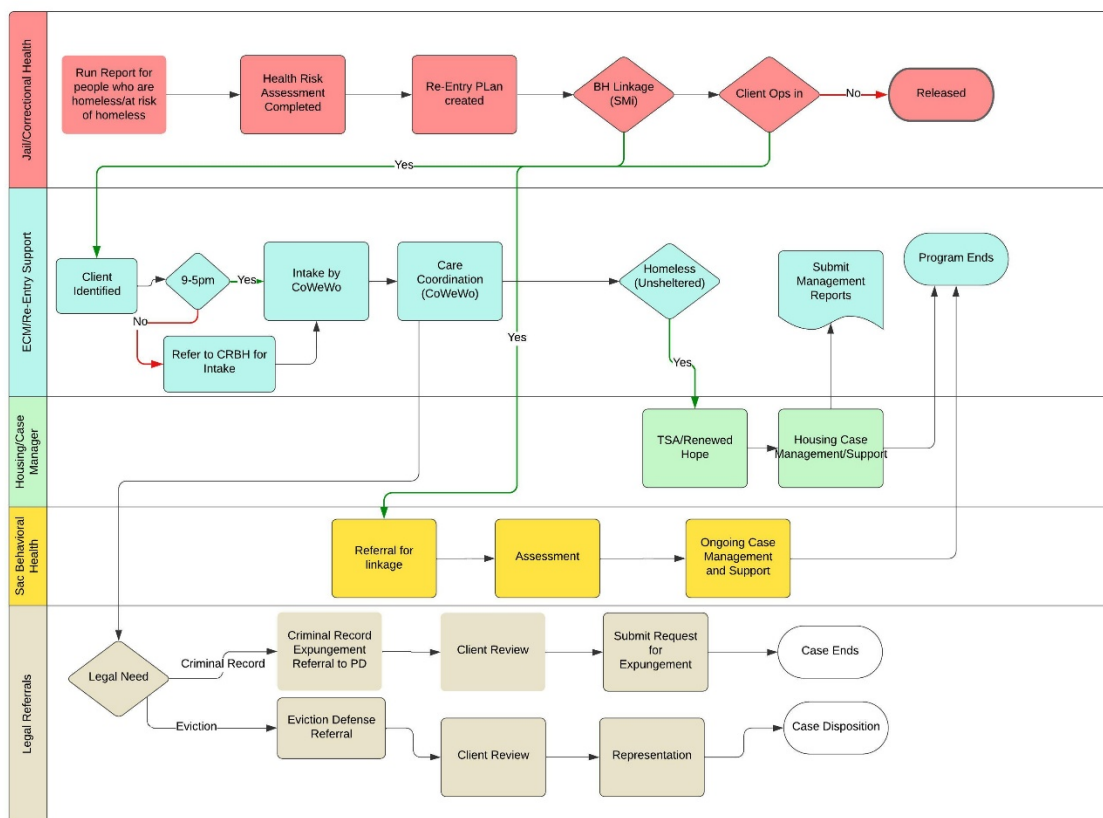 Jail/Correctional Health
Run Report for
people who are
homeless/at risk
of homeless
Health Risk
Assessment
Completed
Re-Entry PLan
created
BH Linkage
(SMi)
Client Ops in
No
Released
Yes
ECM/Re-Entry Support
Client
Identified
9-5pm
Yes
No
Refer to CRBH for
Intake
Intake by
CoWeWo
Care
Coordination
(CoWeWo)
Yes
Homeless
(Unsheltered)
Yes
Submit
Management
Reports
Program Ends
Housing/Case
Manager
TSA/Renewed
Hope
Housing Case
Management/Support
Sac Behavioral
Health
Referral for
linkage
Assessment
Ongoing Case
Management
and Support
Legal Referrals
Legal Need
Criminal Record
Criminal Record
Expungement
Referral to PD
Client Review
Submit Request
for
Expungement
Case Ends
Eviction
Eviction Defense
Referral
Client Review
Representation
Case Disposition